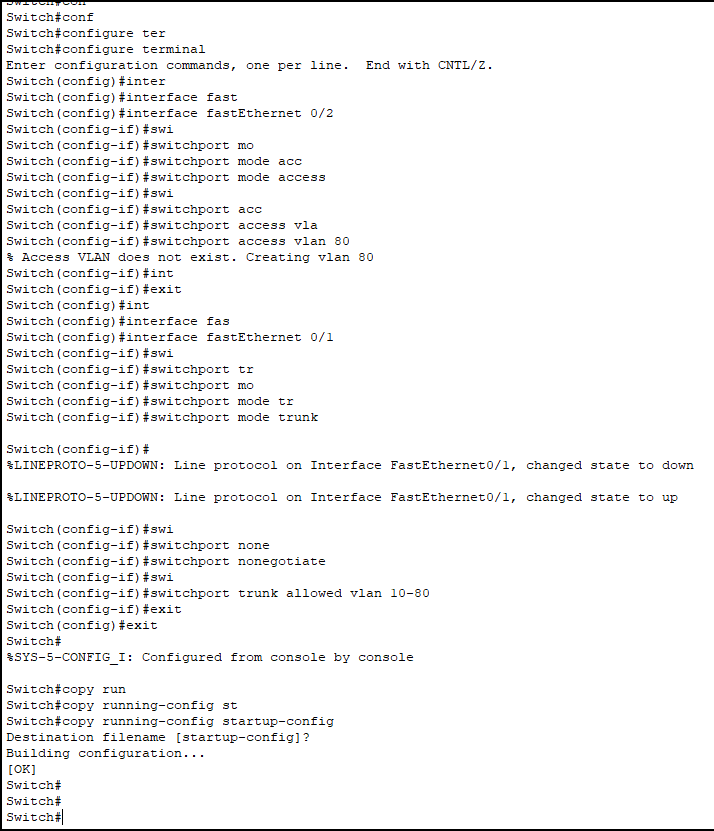 Switch#conf
Switch#configure ter
Switch#configure terminal
Enter configuration commands, one per line.  End with CNTL/Z.
Switch(config)#inter
Switch(config)#interface fast
Switch(config)#interface fastEthernet 0/2
Switch(config-if)#swi
Switch(config-if)#switchport mo
Switch(config-if)#switchport mode acc
Switch(config-if)#switchport mode access
Switch(config-if)#swi
Switch(config-if)#switchport acc
Switch(config-if)#switchport access vla
Switch(config-if)#switchport access vlan 80
% Access VLAN does not exist. Creating vlan 80
Switch(config-if)#int
Switch(config-if)#exit
Switch(config)#int
Switch(config)#interface fas
Switch(config)#interface fastEthernet 0/1
Switch(config-if)#swi
Switch(config-if)#switchport tr
Switch(config-if)#switchport mo
Switch(config-if)#switchport mode tr
Switch(config-if)#switchport mode trunk
Switch(config-if)#
%LINEPROTO-5-UPDOWN: Line protocol on Interface FastEthernet0/1, changed state to down
%LINEPROTO-5-UPDOWN: Line protocol on Interface FastEthernet0/1, changed state to up
Switch(config-if)#swi
Switch(config-if)#switchport none
Switch(config-if)#switchport nonegotiate
Switch(config-if)#swi
Switch(config-if)#switchport trunk allowed vlan 10-80
Switch(config-if)#exit
Switch(config)#exit
Switch#
%SYS-5-CONFIG_I: Configured from console by console
Switch#copy run
Switch#copy running-config st
Switch#copy running-config startup-config
Destination filename [startup-config]?
Building configuration...
[OK]
Switch#
Switch#
Switch#